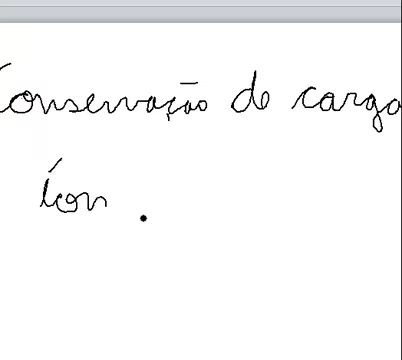 Conservação de carga
Íon .